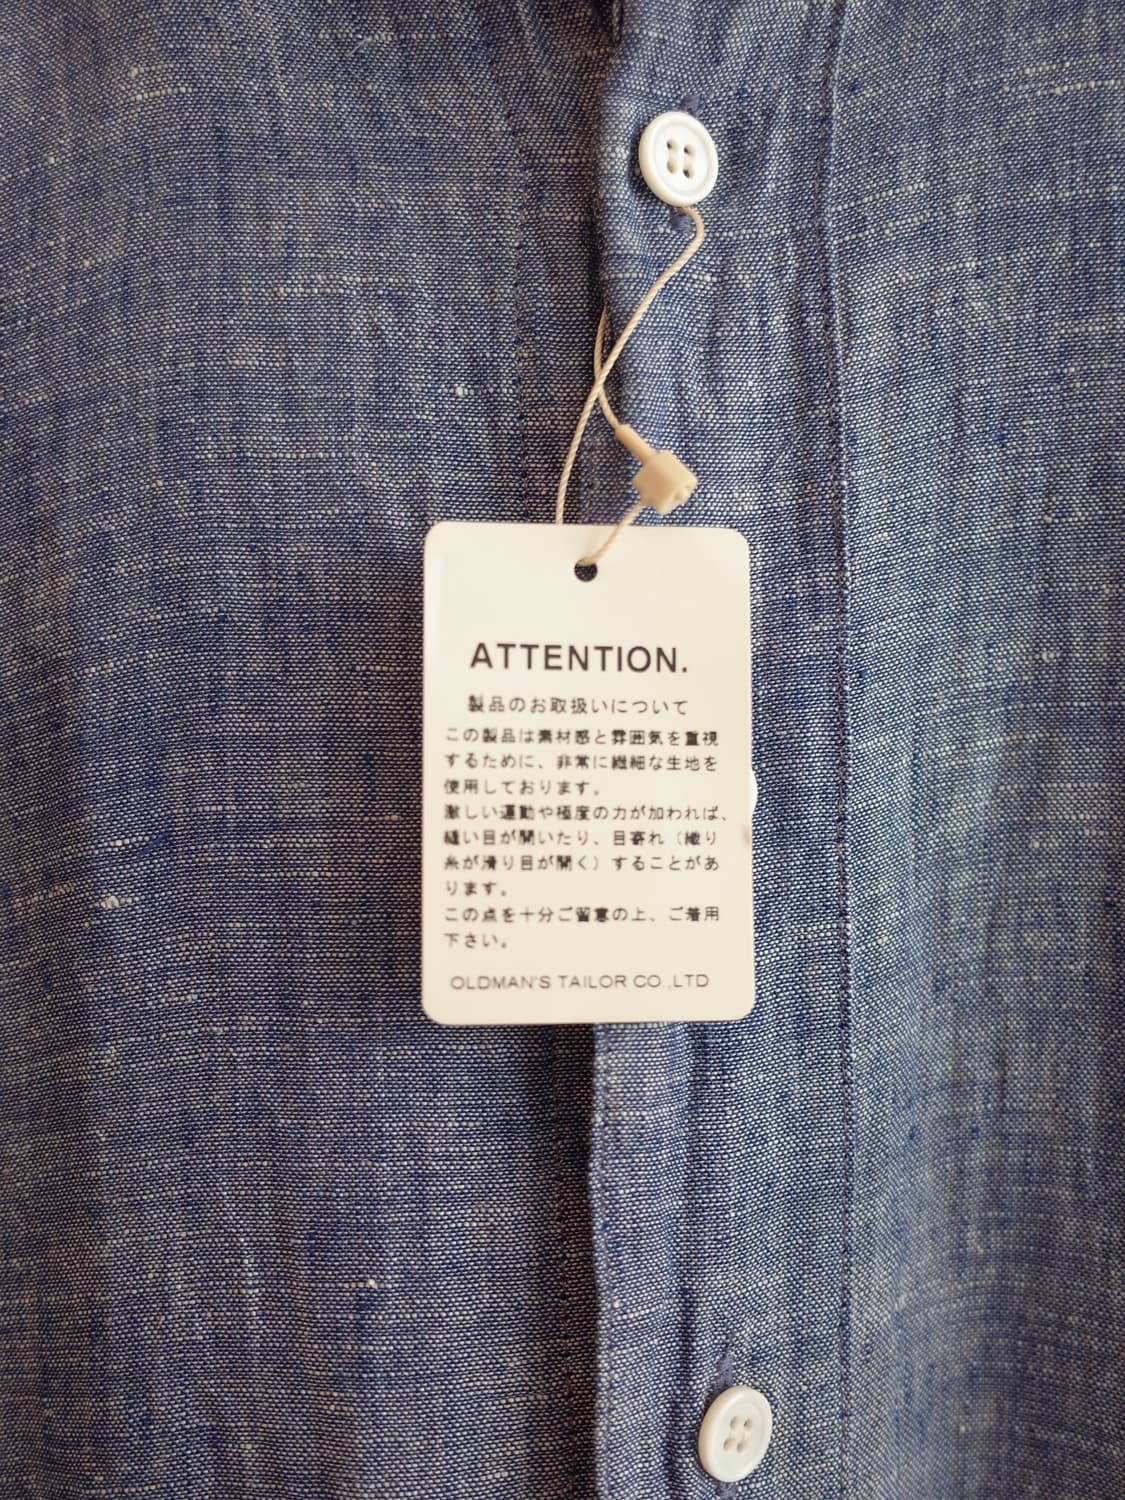 ATTENTION.
製品のお取扱いについて
この製品は素材感と雰囲気を重視
するために、非常に繊細な生地を
使用しております。
激しい運動や極度の力が加われば、
縫い目が開いたり、目寄れ（織り
糸が滑り目が開く）することがあ
ります。
この点を十分ご留意の上、ご着用
下さい。
OLDMAN'S TAILOR CO.,LTD